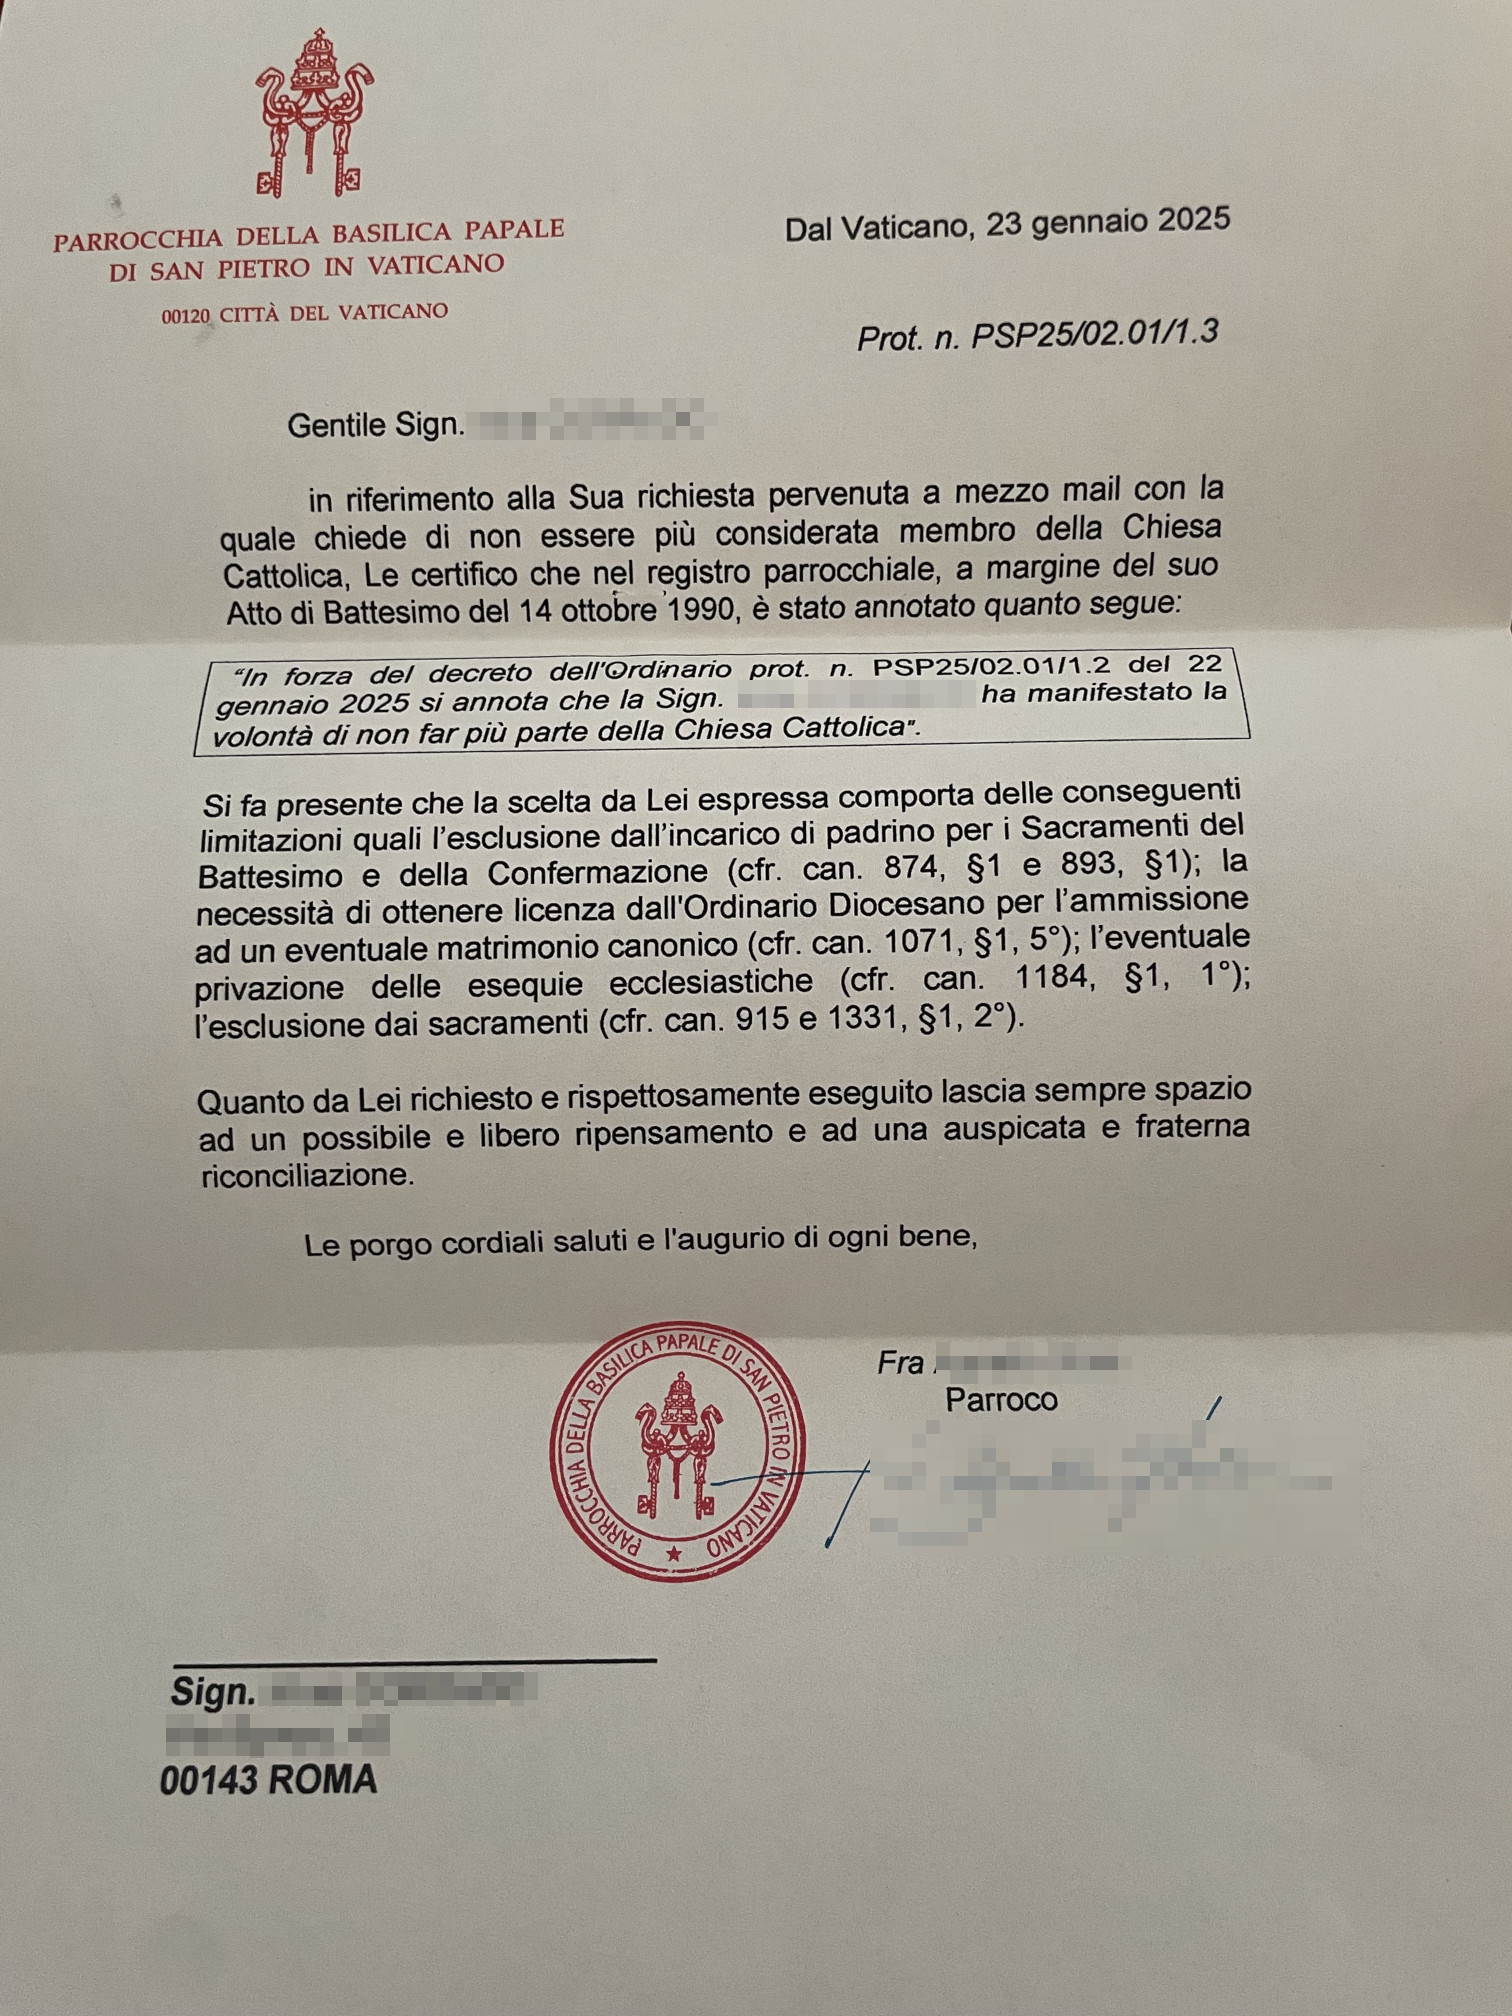 PARROCCHIA DELLA BASILICA PAPALE
DI SAN PIETRO IN VATICANO
00120 CITTÀ DEL VATICANO
Dal Vaticano, 23 gennaio 2025
Prot. n. PSP25/02.01/1.3
Gentile Sign.
in riferimento alla Sua richiesta pervenuta a mezzo mail con la
quale chiede di non essere più considerata membro della Chiesa
Cattolica, Le certifico che nel registro parrocchiale, a margine del suo
Atto di Battesimo del 14 ottobre 1990, è stato annotato quanto segue:
“In forza del decreto dell'Ordinario prot. n. PSP25/02.01/1.2 del 22
gennaio 2025 si annota che la Sign. ha manifestato la
volontà di non far più parte della Chiesa Cattolica”.
Si fa presente che la scelta da Lei espressa comporta delle conseguenti
limitazioni quali l’esclusione dall’incarico di padrino per i Sacramenti del
Battesimo e della Confermazione (cfr. can. 874, §1 e 893, §1); la
necessità di ottenere licenza dall'Ordinario Diocesano per l’ammissione
ad un eventuale matrimonio canonico (cfr. can. 1071, §1, 5°); l’eventuale
privazione delle esequie ecclesiastiche (cfr. can. 1184, §1, 1°);
l’esclusione dai sacramenti (cfr. can. 915 e 1331, §1, 2°).
Quanto da Lei richiesto e rispettosamente eseguito lascia sempre spazio
ad un possibile e libero ripensamento e ad una auspicata e fraterna
riconciliazione.
Le porgo cordiali saluti e l'augurio di ogni bene,
Fra
Parroco
PARROCCHIA DELLA BASILICA PAPALE DI SAN PIETRO IN VATICANO
Sign.
00143 ROMA